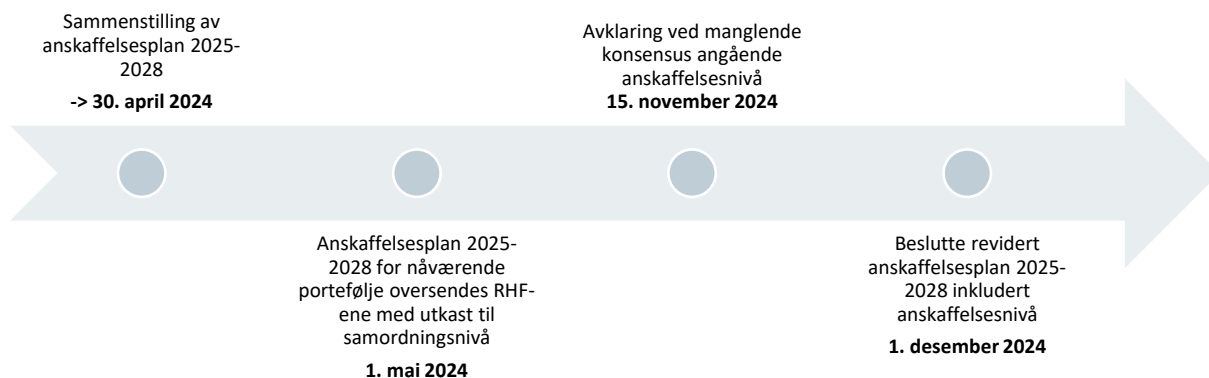 Sammenstilling av
anskaffelsesplan 2025-
2028
-> 30. april 2024
Anskaffelsesplan 2025-
2028 for nåværende
portefølje oversendes RHF-
ene med utkast til
samordningsnivå
1. mai 2024
Avklaring ved manglende
konsensus angående
anskaffelsesnivå
15. november 2024
Beslutte revidert
anskaffelsesplan 2025-
2028 inkludert
anskaffelsesnivå
1. desember 2024